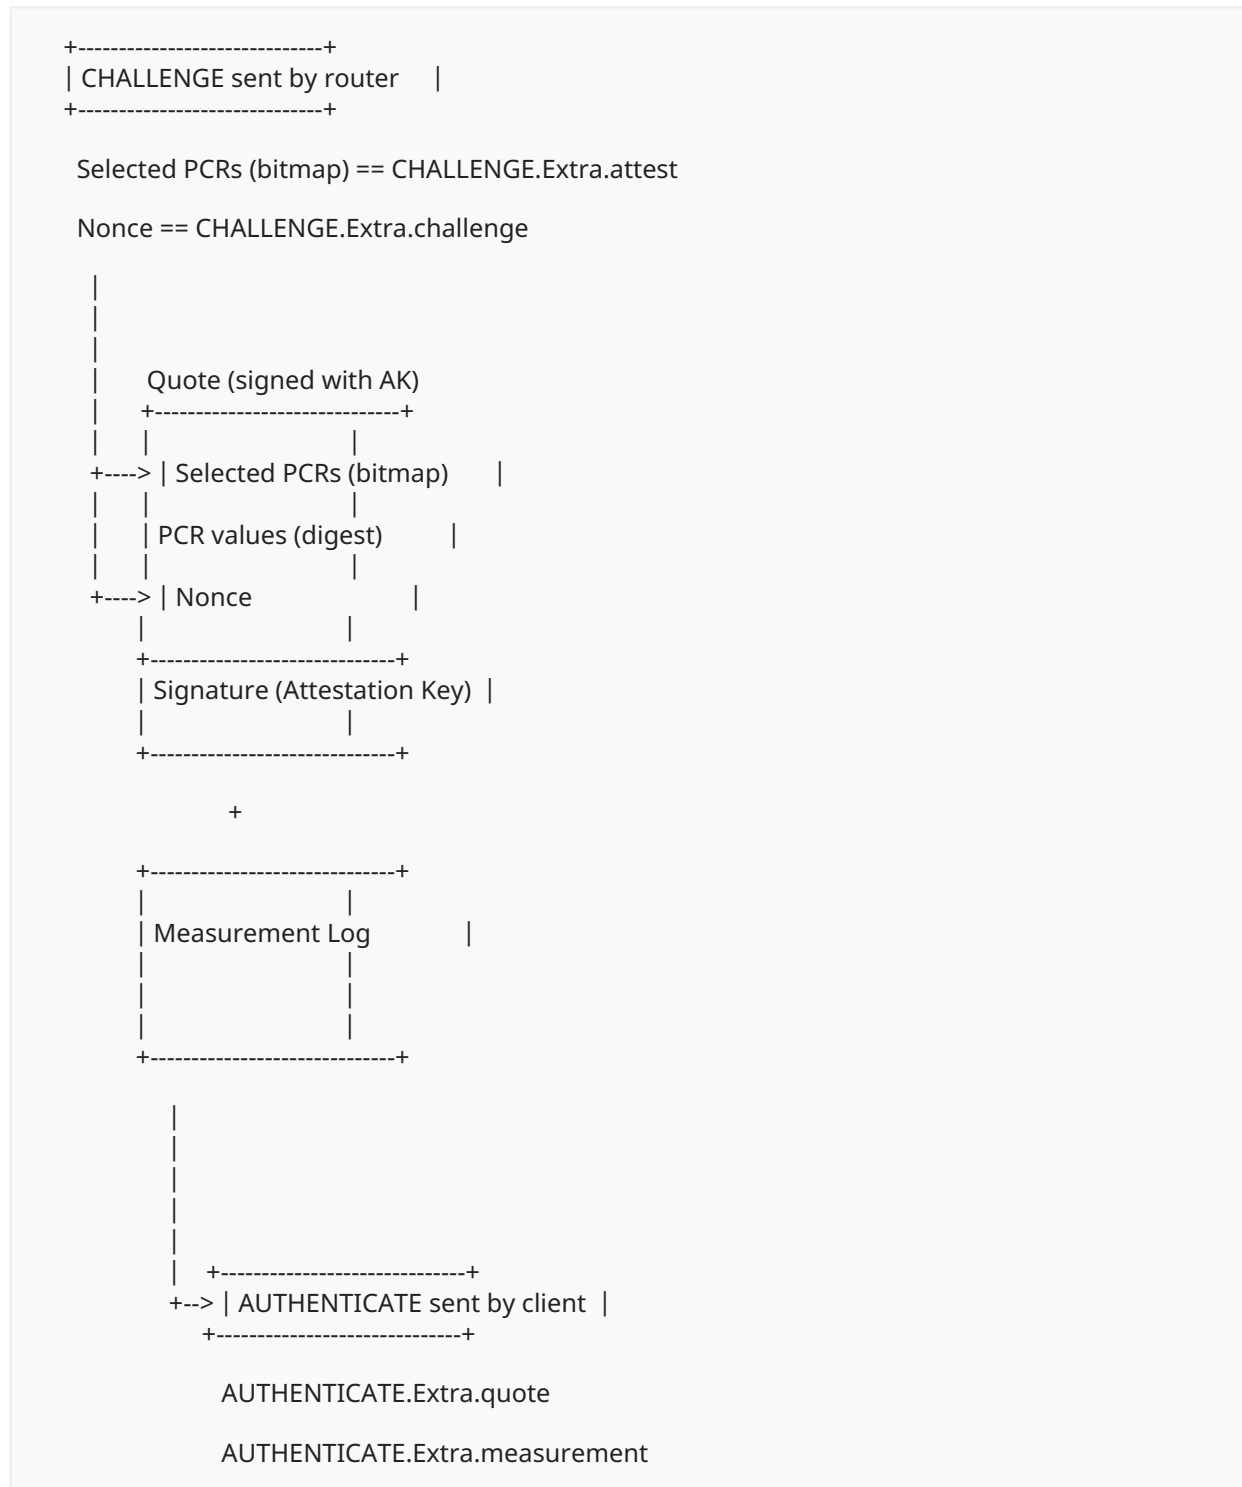 +------------------------------+
| CHALLENGE sent by router |
+------------------------------+
Selected PCRs (bitmap) == CHALLENGE.Extra.attest
Nonce == CHALLENGE.Extra.challenge
|
|
|
| Quote (signed with AK)
| +------------------------------+
| | |
+----> | Selected PCRs (bitmap) |
| | |
| | PCR values (digest) |
| | |
+----> | Nonce |
| |
+------------------------------+
| Signature (Attestation Key) |
| |
+------------------------------+
+
+------------------------------+
| |
| Measurement Log |
| |
| |
| |
+------------------------------+
|
|
|
|
|
| +------------------------------+
+--> | AUTHENTICATE sent by client |
+------------------------------+
AUTHENTICATE.Extra.quote
AUTHENTICATE.Extra.measurement